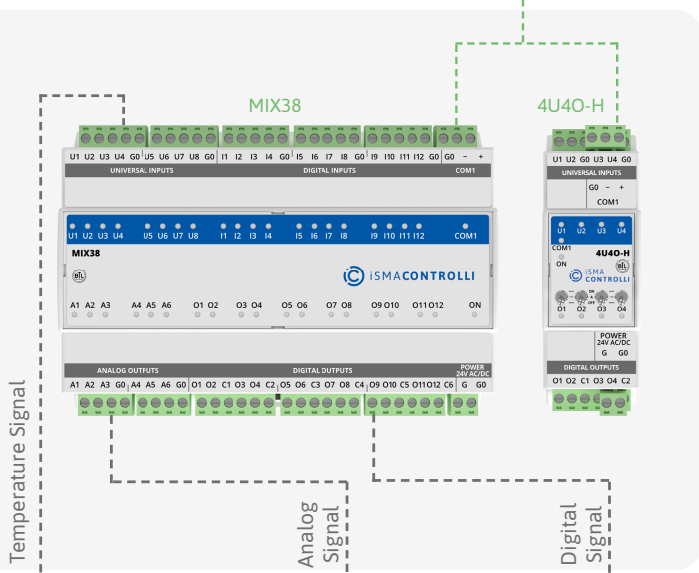 MIX38
4U4O-H
U1 U2 U3 U4 G0 U5 U6 U7 U8 G0 I1 I2 I3 I4 G0 I5 I6 I7 I8 G0 I9 I10 I11 I12 G0 G0 − +
UNIVERSAL INPUTS DIGITAL INPUTS COM1
U1 U2 U3 U4 U5 U6 U7 U8 I1 I2 I3 I4 I5 I6 I7 I8 I9 I10 I11 I12 COM1
MIX38
BTL
iSMACONTROLLI
A1 A2 A3 A4 A5 A6 O1 O2 O3 O4 O5 O6 O7 O8 O9 O10 O11 O12 ON
ANALOG OUTPUTS DIGITAL OUTPUTS POWER
24V AC/DC
A1 A2 A3 G0 A4 A5 A6 G0 O1 O2 C1 O3 O4 C2 O5 O6 C3 O7 O8 C4 O9 O10 C5 O11 O12 C6 G G0
U1 U2 G0 U3 U4 G0
UNIVERSAL INPUTS
G0 − +
COM1
U1 U2 U3 U4
COM1
4U4O-H
ON
BTL
iSMA
CONTROLLI
ON
A
OFF
O1 O2 O3 O4
POWER
24V AC/DC
G G0
DIGITAL OUTPUTS
O1 O2 C1 O3 O4 C2
Temperature Signal
Analog
Signal
Digital
Signal